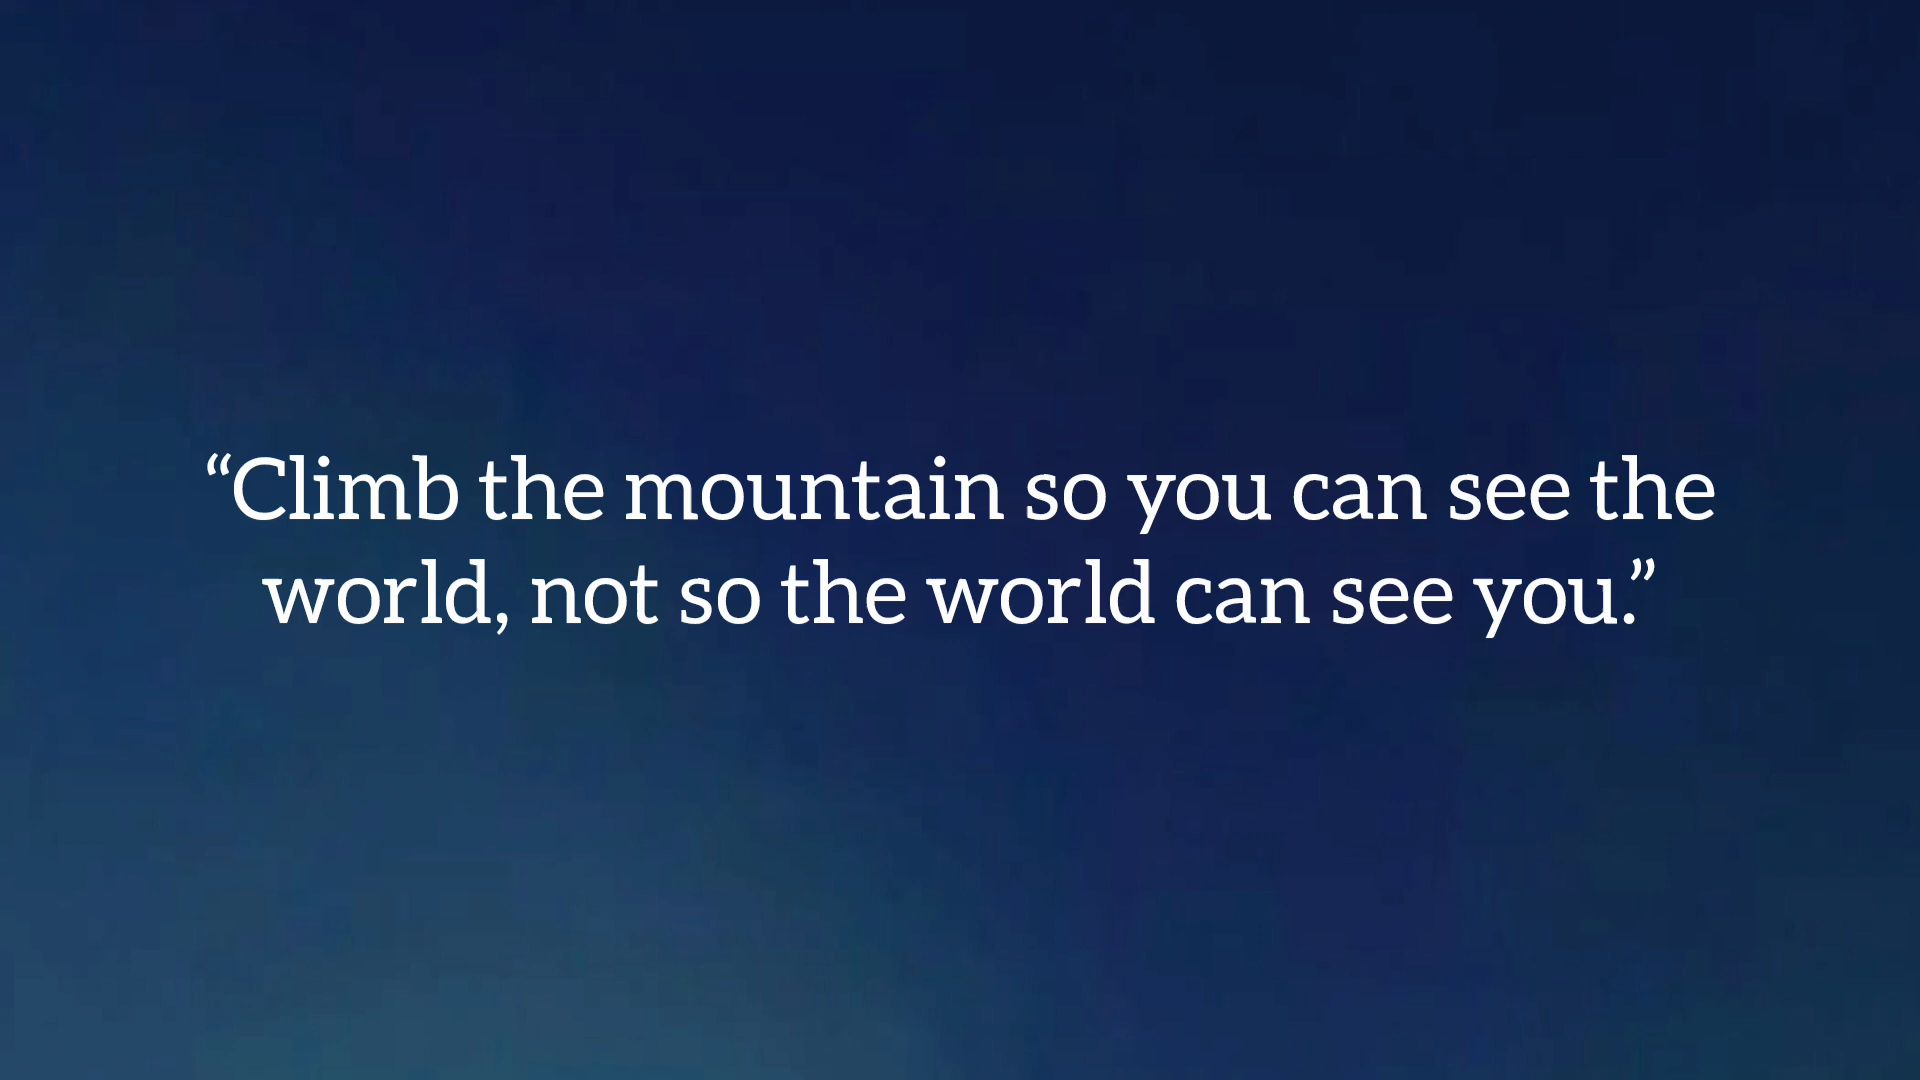 “Climb the mountain so you can see the
world, not so the world can see you.”